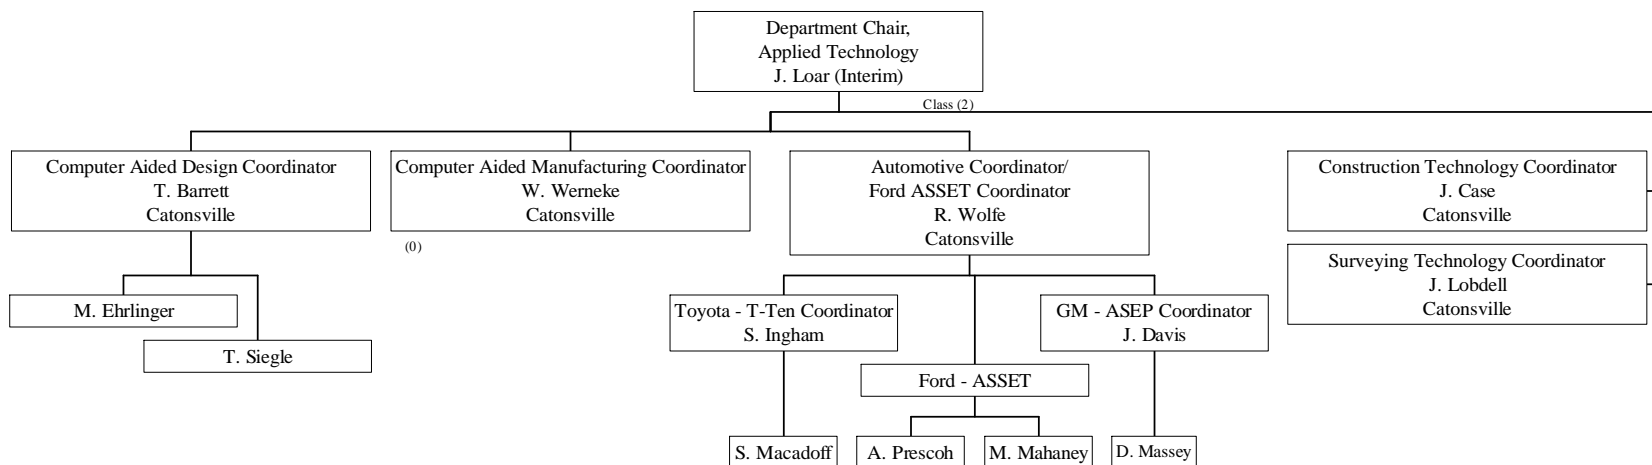 Department Chair,
Applied Technology
J. Loar (Interim)
Class (2)
Computer Aided Design Coordinator
T. Barrett
Catonsville
Computer Aided Manufacturing Coordinator
W. Werneke
Catonsville
(0)
Automotive Coordinator/
Ford ASSET Coordinator
R. Wolfe
Catonsville
Construction Technology Coordinator
J. Case
Catonsville
Surveying Technology Coordinator
J. Lobdell
Catonsville
M. Ehrlinger
T. Siegle
Toyota - T-Ten Coordinator
S. Ingham
GM - ASEP Coordinator
J. Davis
Ford - ASSET
S. Macadoff
A. Prescoh
M. Mahaney
D. Massey